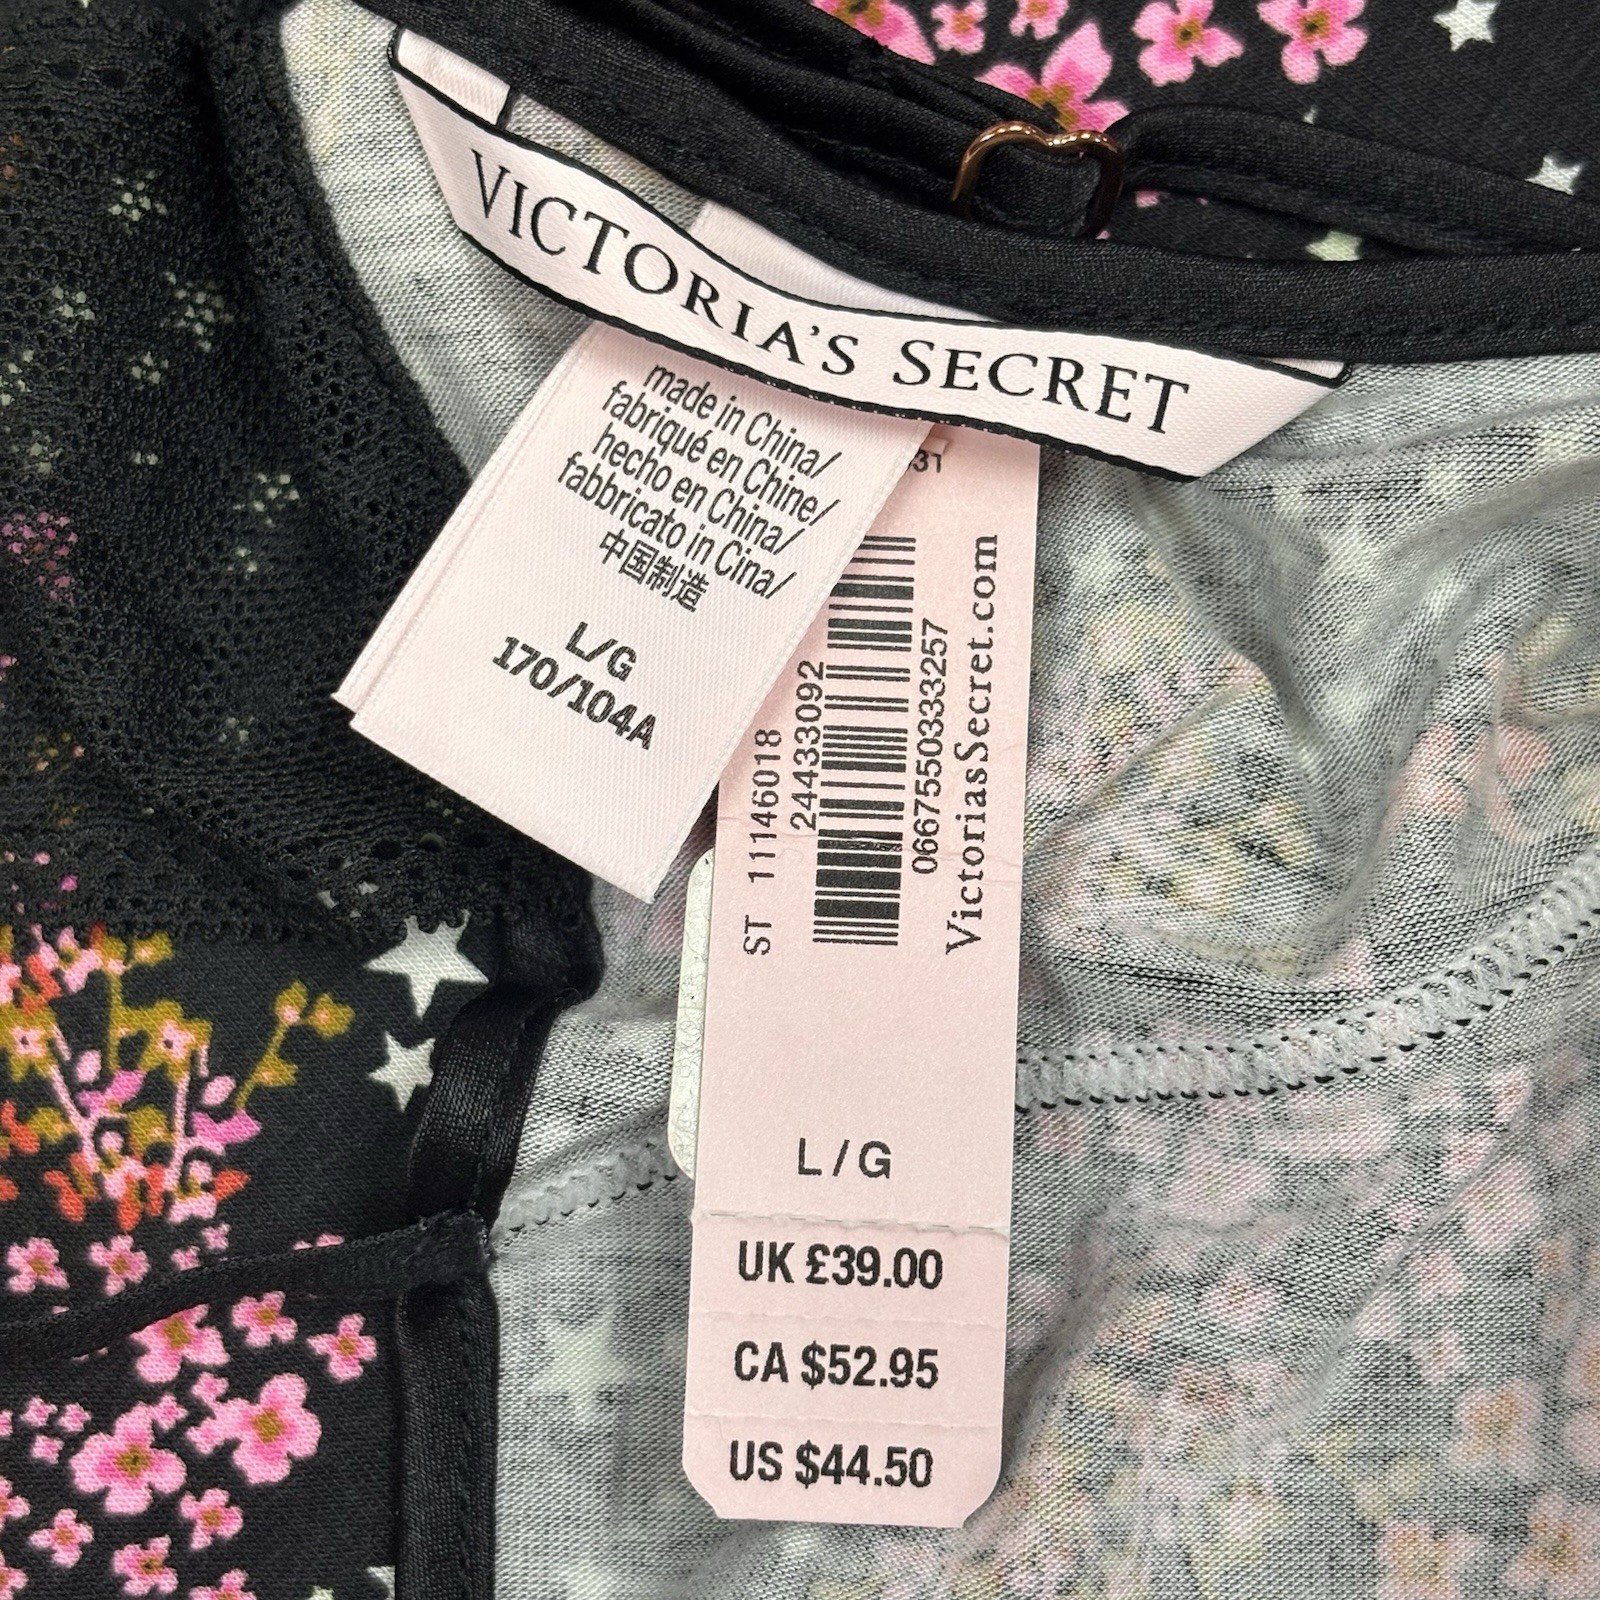 VICTORIA'S SECRET
made in China/
fabriqué en Chine/
hecho en China/
fabbricato in Cina/
中国制造
L/G
170/104A
31
ST 11146018
24433092
0667550333257
VictoriasSecret.com
L/G
UK £39.00
CA $52.95
US $44.50